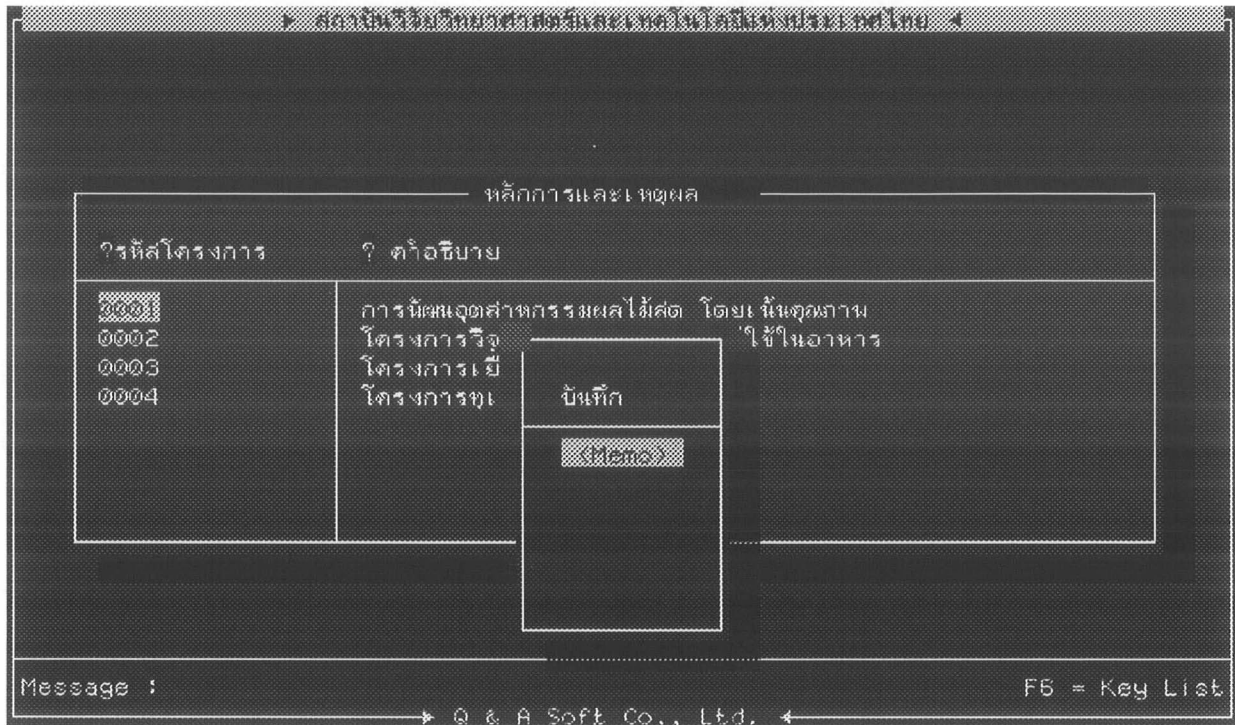 ► สถาบันวิจัยวิทยาศาสตร์และเทคโนโลยีแห่งประเทศไทย ◄
หลักการและเหตุผล
?รหัสโครงการ ? คำอธิบาย
0001 การพัฒนอุตสาหกรรมผลไม้สด โดยเน้นคุณภาพ
0002 โครงการวิจ ใช้ในอาหาร
0003 โครงการเยี
0004 โครงการทุเ
บันทึก
<Memo>
Message : F6 = Key List
► Q & A Soft Co., Ltd. ◄